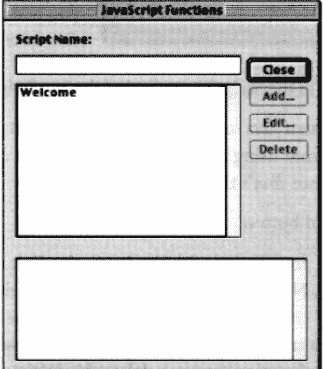 JavaScript Functions
Script Name:
Close
Welcome
Add...
Edit...
Delete